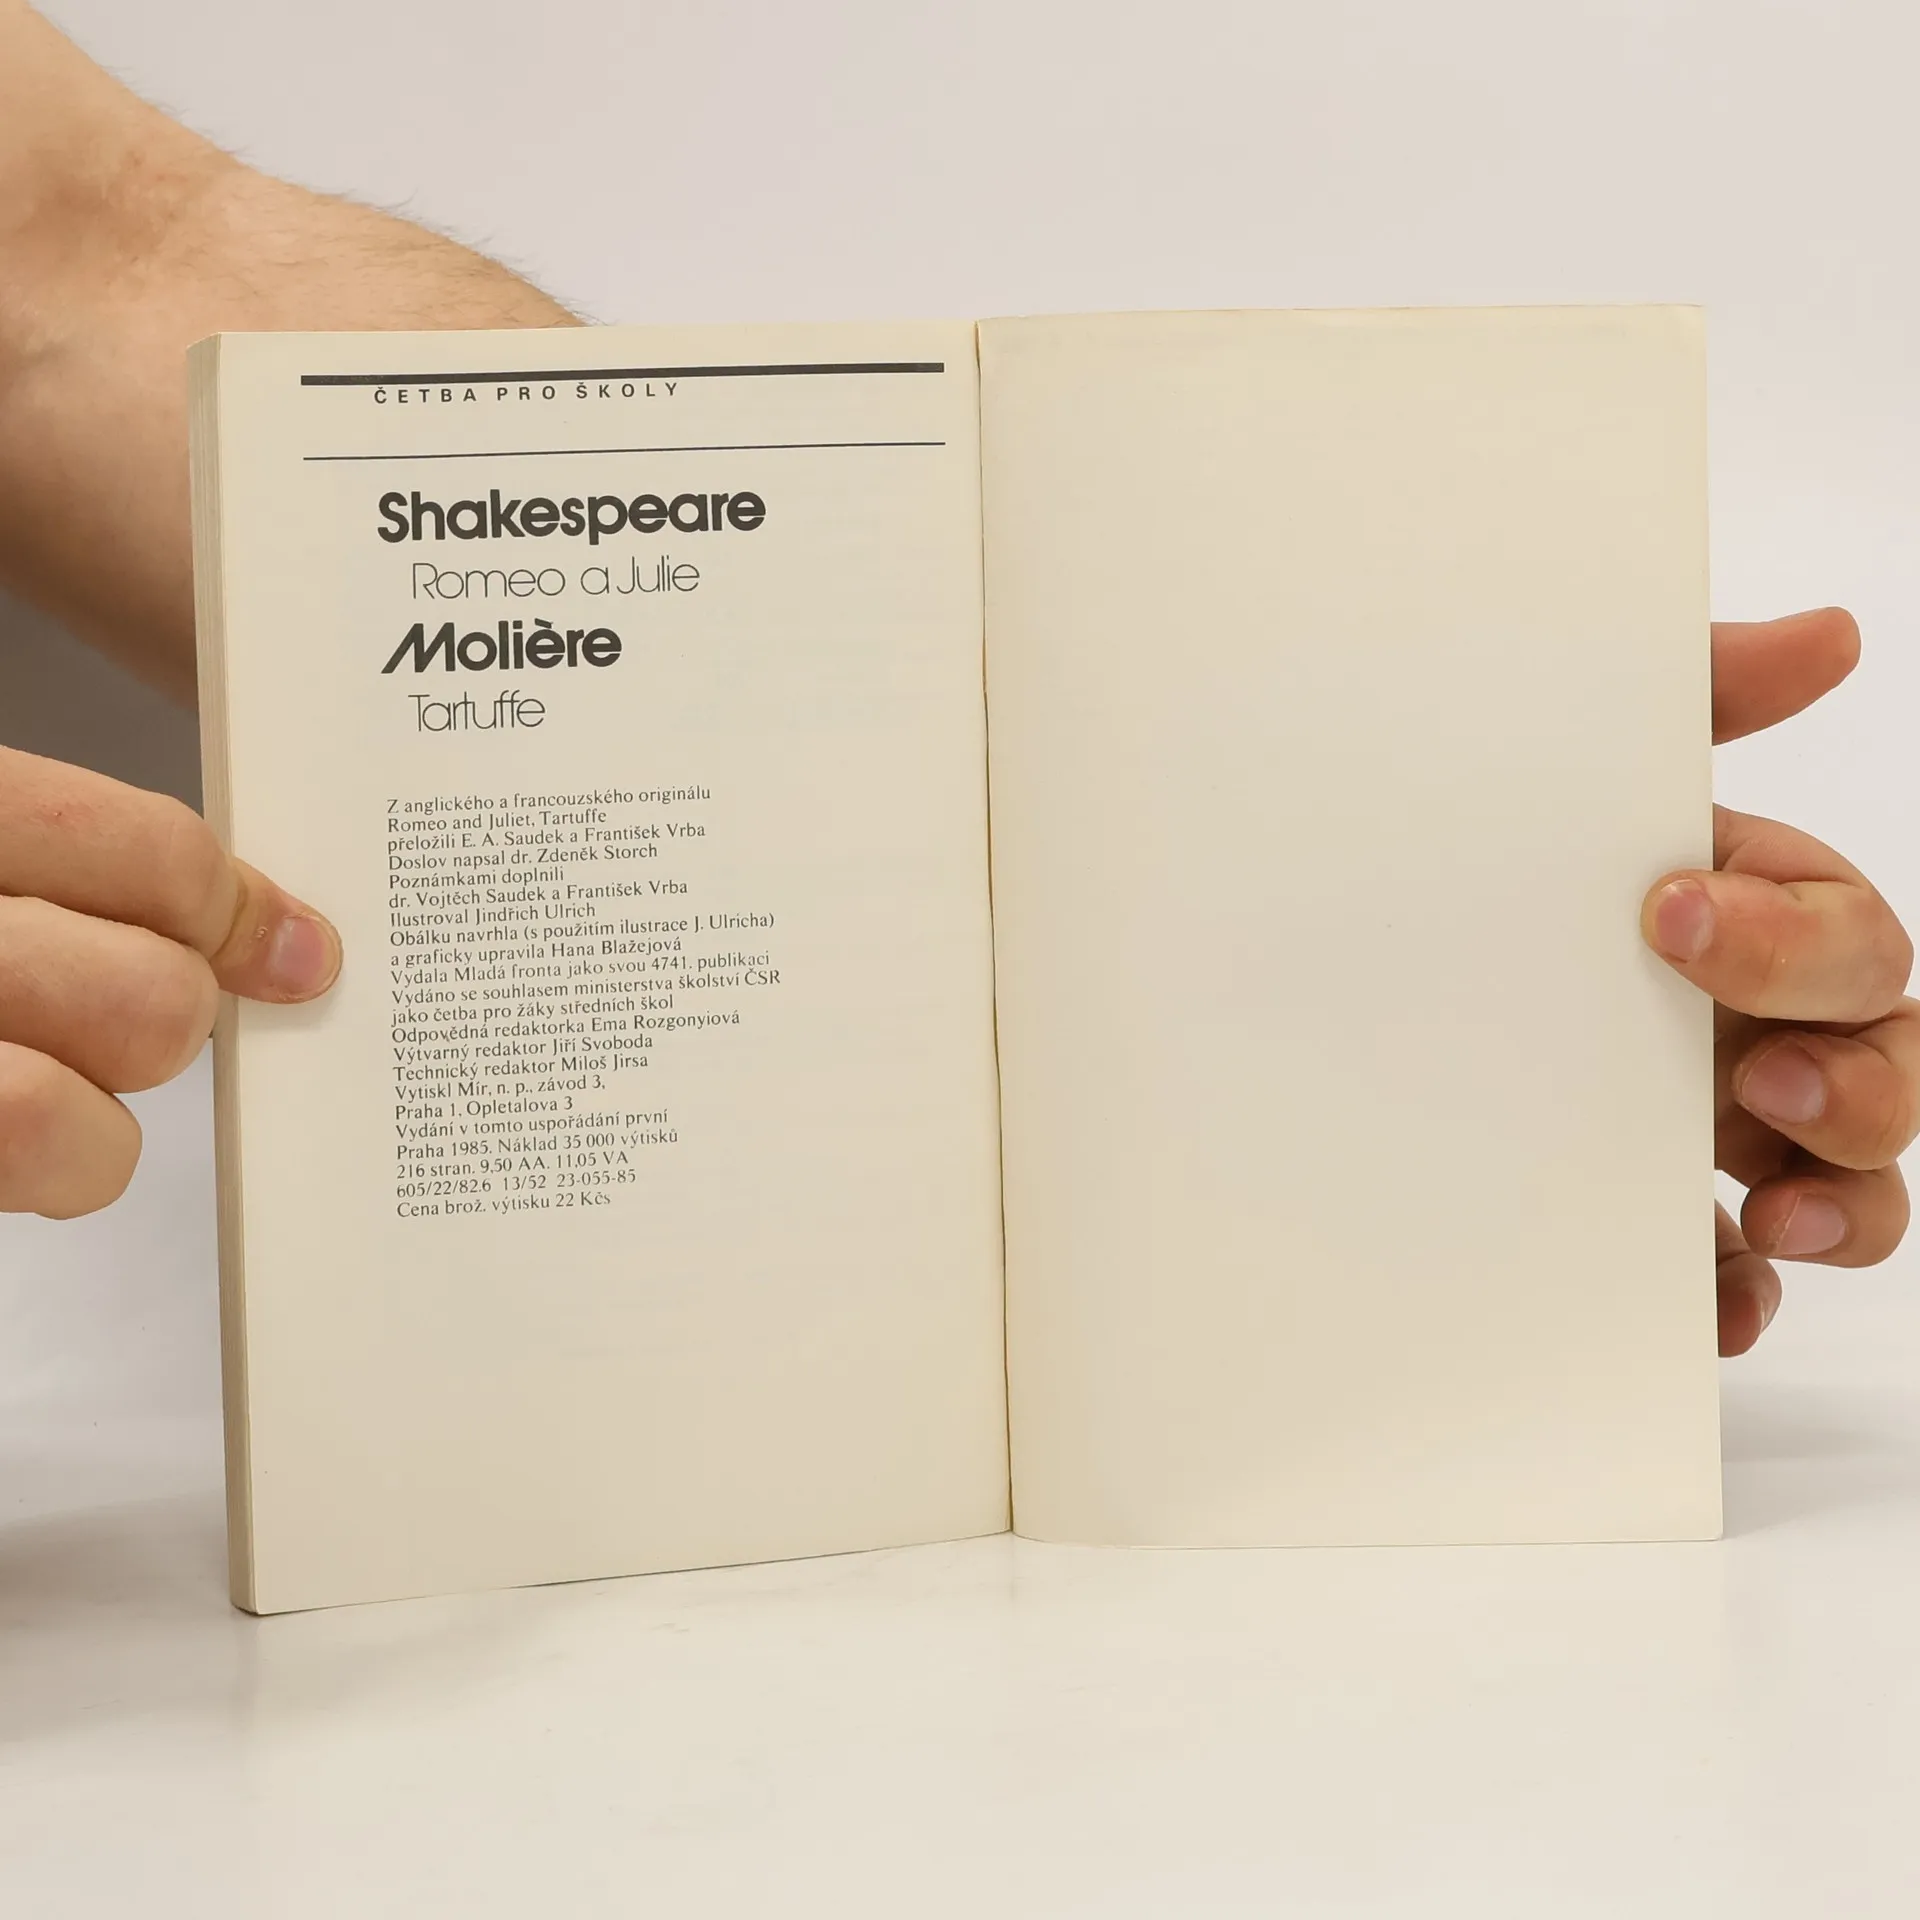 ČETBA PRO ŠKOLY
Shakespeare
Romeo a Julie
Molière
Tartuffe
Z anglického a francouzského originálu
Romeo and Juliet, Tartuffe
přeložili E. A. Saudek a František Vrba
Doslov napsal dr. Zdeněk Storch
Poznámkami doplnili
dr. Vojtěch Saudek a František Vrba
Ilustroval Jindřich Ulrich
Obálku navrhla (s použitím ilustrace J. Ulricha)
a graficky upravila Hana Blažejová
Vydala Mladá fronta jako svou 4741. publikaci
Vydáno se souhlasem ministerstva školství ČSR
jako četba pro žáky středních škol
Odpovědná redaktorka Ema Rozgonyiová
Výtvarný redaktor Jiří Svoboda
Technický redaktor Miloš Jirsa
Vytiskl Mír, n. p., závod 3,
Praha 1, Opletalova 3
Vydání v tomto uspořádání první
Praha 1985. Náklad 35 000 výtisků
216 stran. 9,50 AA. 11,05 VA
605/22/82.6 13/52 23-055-85
Cena brož. výtisku 22 Kčs